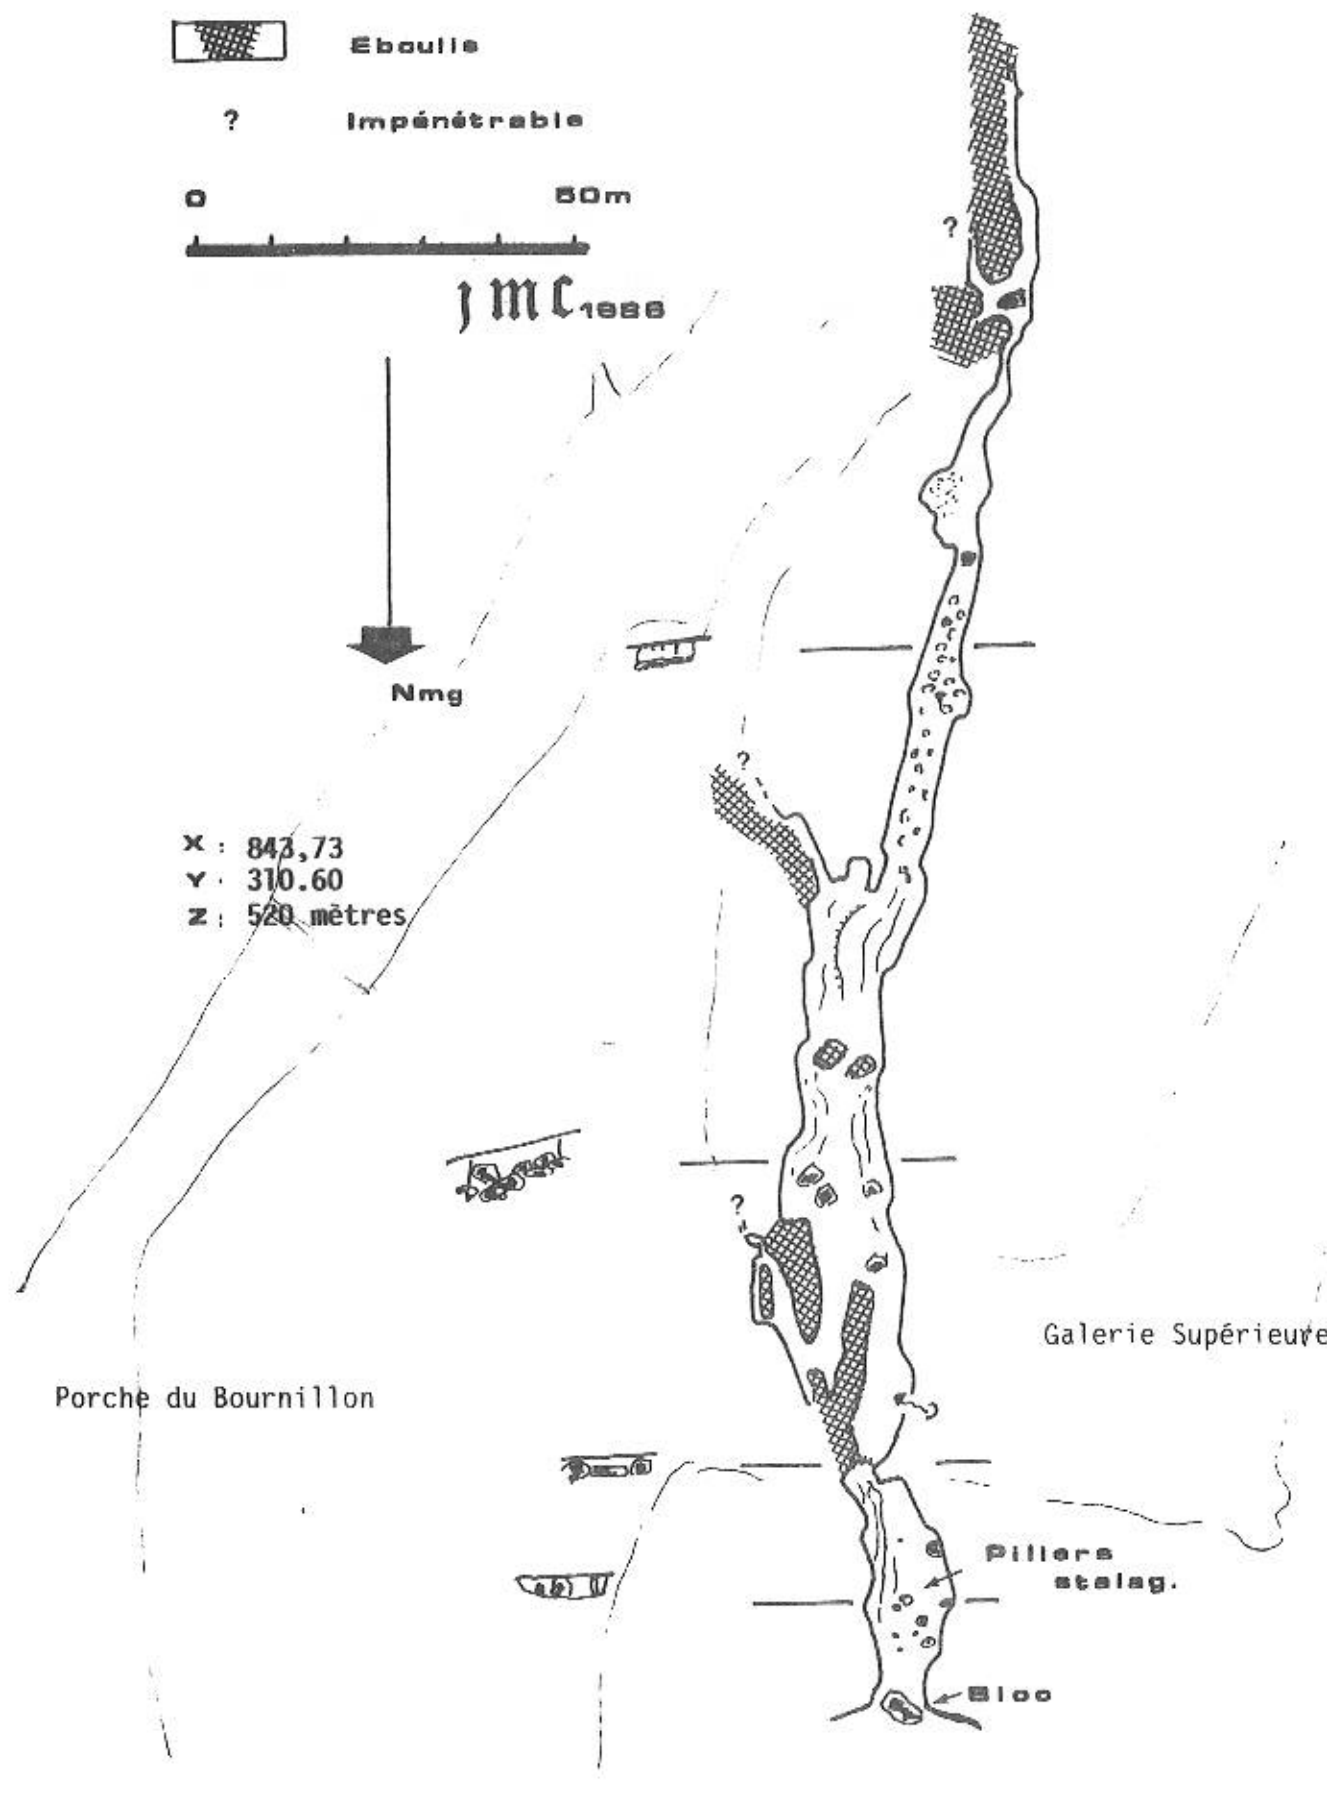 Eboulis
? Impénétrable
0 50m
jmc 1986
Nmg
X : 843,73
Y : 310.60
Z : 520 mètres
?
?
?
Galerie Supérieure
Porche du Bournillon
Piliers
stalag.
Bloc